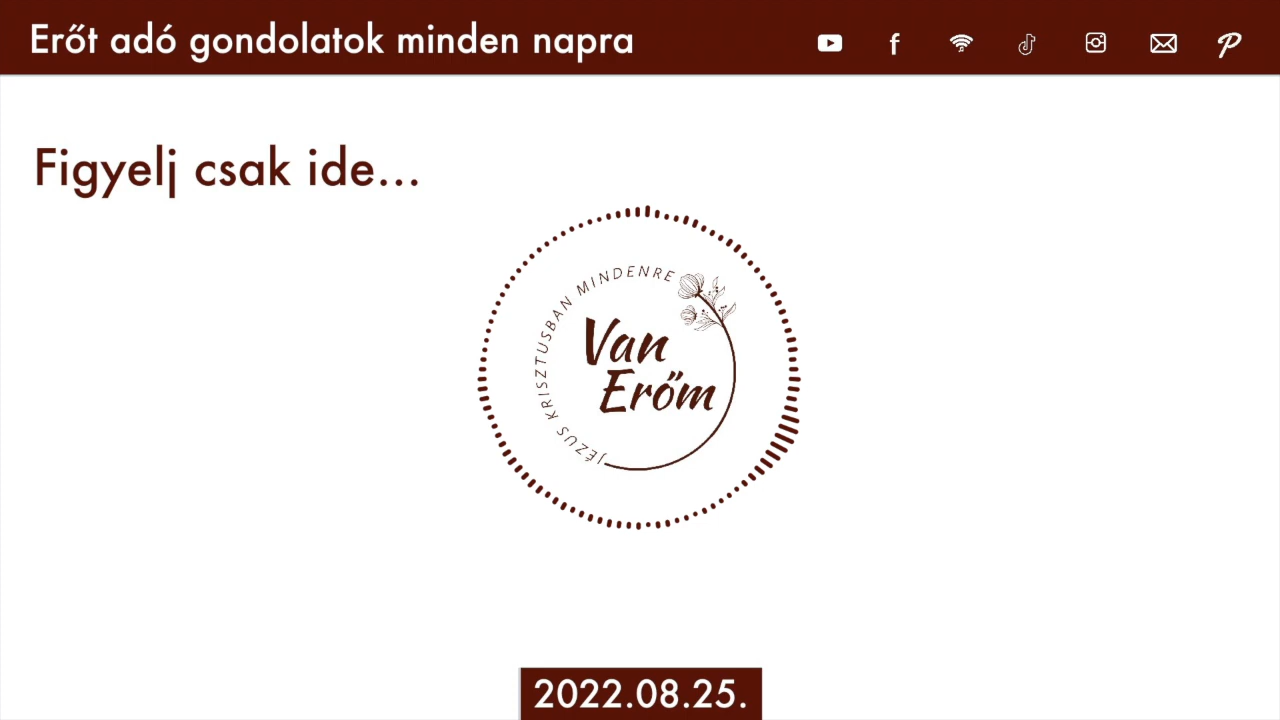 Erőt adó gondolatok minden napra
Figyelj csak ide...
JÉZUS KRISZTUSBAN MINDENRE
Van
Erőm
2022.08.25.